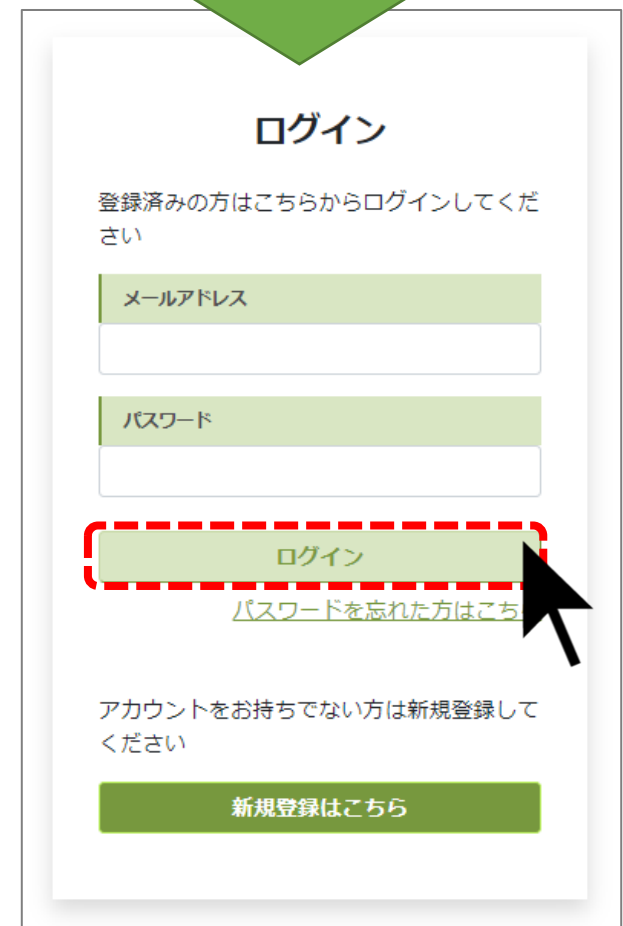 ログイン
登録済みの方はこちらからログインしてくだ
さい
メールアドレス
パスワード
ログイン
パスワードを忘れた方はこち
アカウントをお持ちでない方は新規登録して
ください
新規登録はこちら